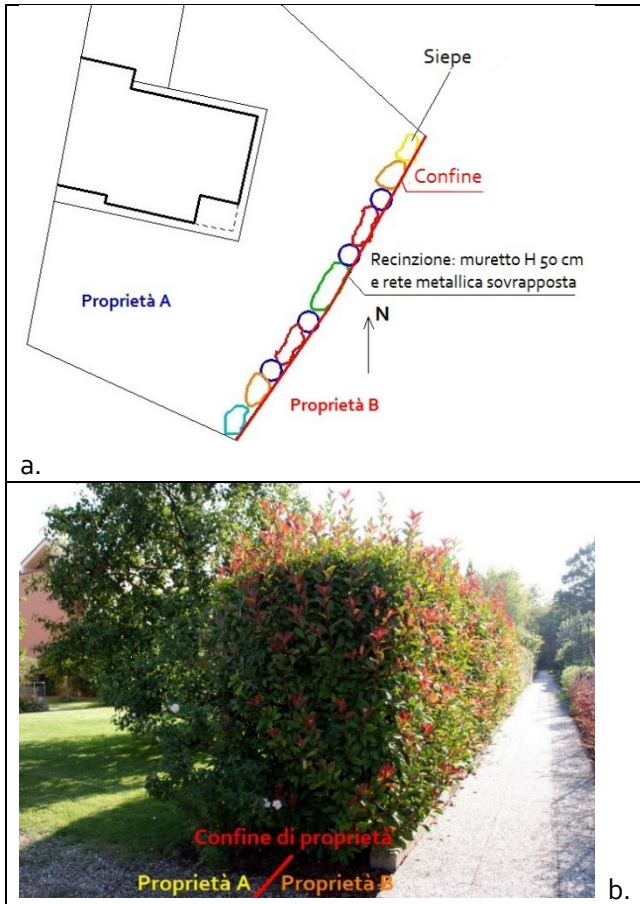 Siepe
Confine
Recinzione: muretto H 50 cm
e rete metallica sovrapposta
Proprietà A
N
Proprietà B
a.
Confine di proprietà
Proprietà A
Proprietà B
b.